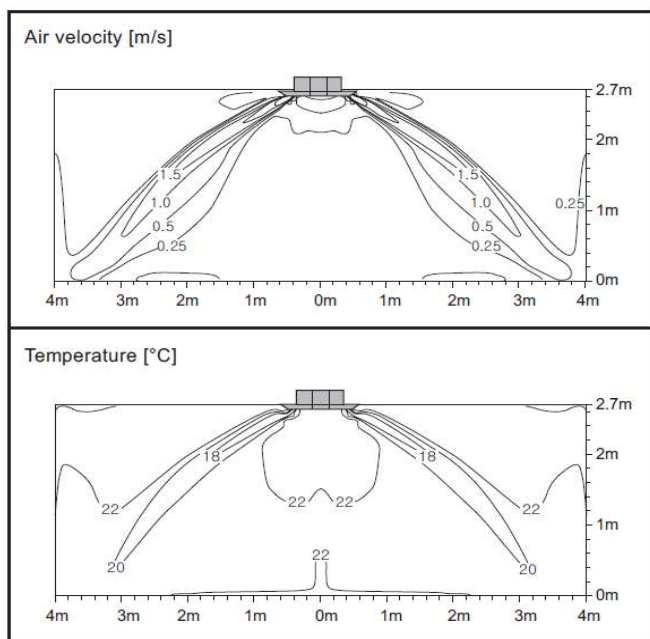 Air velocity [m/s]
2.7m
2m
1.5 1.5
1.0 1.0 0.25 1m
0.5 0.5
0.25 0.25
0m
4m 3m 2m 1m 0m 1m 2m 3m 4m
Temperature [°C]
2.7m
18 18 2m
22 22 22 22
1m
22
20 20
0m
4m 3m 2m 1m 0m 1m 2m 3m 4m